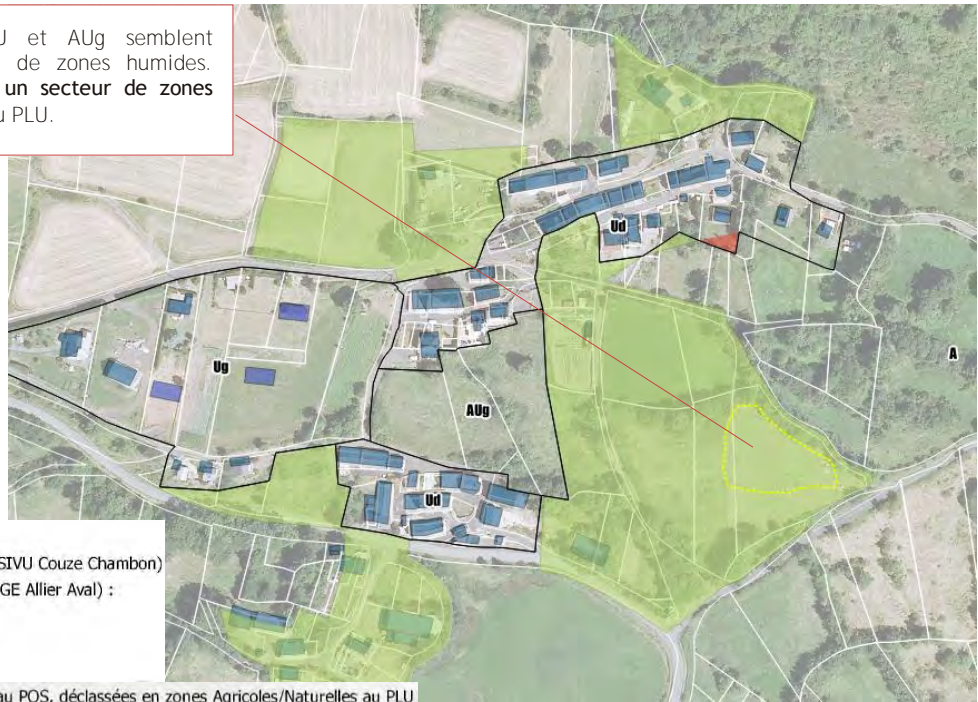 U et AUg semblent
de zones humides.
un secteur de zones
u PLU.
Ud
Ug
A
AUg
Ud
SIVU Couze Chambon)
GE Allier Aval) :
au POS, déclassées en zones Agricoles/Naturelles au PLU